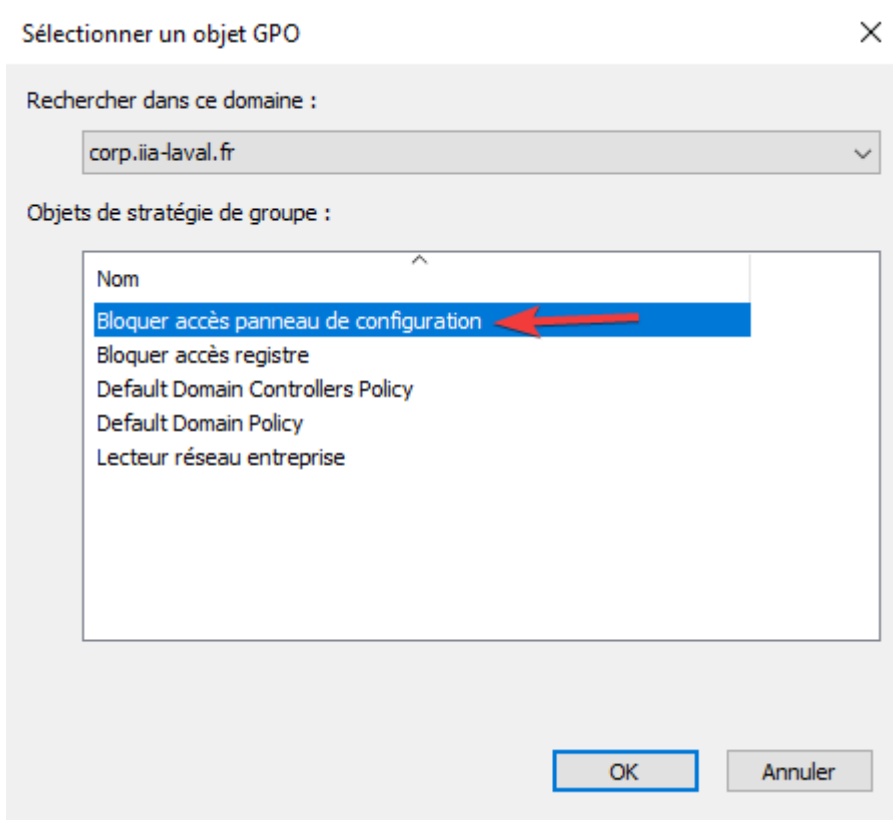 Sélectionner un objet GPO
Rechercher dans ce domaine :
corp.iia-laval.fr
Objets de stratégie de groupe :
Nom
Bloquer accès panneau de configuration
Bloquer accès registre
Default Domain Controllers Policy
Default Domain Policy
Lecteur réseau entreprise
OK Annuler